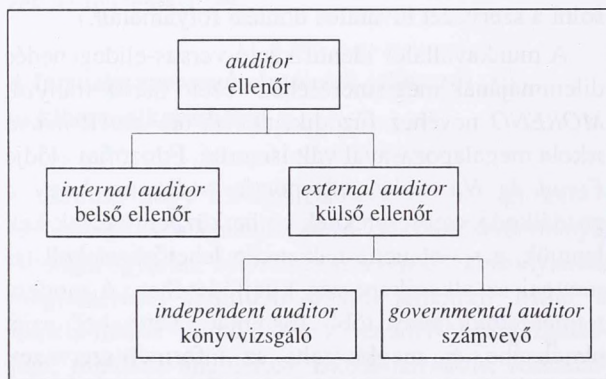 auditor
ellenőr
internal auditor
belső ellenőr
external auditor
külső ellenőr
independent auditor
könyvvizsgáló
governmental auditor
számvevő